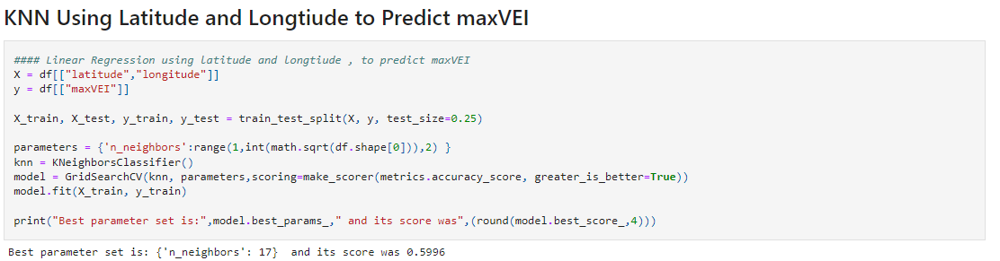 KNN Using Latitude and Longtiude to Predict maxVEI
#### Linear Regression using latitude and longtiude , to predict maxVEI
X = df[["latitude","longitude"]]
y = df[["maxVEI"]]
X_train, X_test, y_train, y_test = train_test_split(X, y, test_size=0.25)
parameters = {'n_neighbors':range(1,int(math.sqrt(df.shape[0])),2) }
knn = KNeighborsClassifier()
model = GridSearchCV(knn, parameters,scoring=make_scorer(metrics.accuracy_score, greater_is_better=True))
model.fit(X_train, y_train)
print("Best parameter set is:",model.best_params_," and its score was",(round(model.best_score_,4)))
Best parameter set is: {'n_neighbors': 17}  and its score was 0.5996